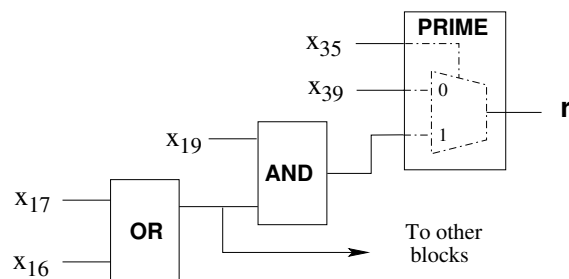 PRIME
x35
x39
0
r
x19
1
AND
x17
OR
To other
blocks
x16